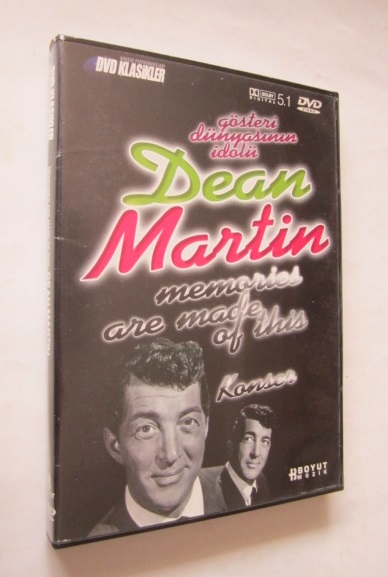 DVD KLASİKLER
DOLBY DIGITAL 5.1
DVD VIDEO
gösteri
dünyasının
idolü
Dean
Martin
memories
are made
of this
Konser
BOYUT
MÜZİK